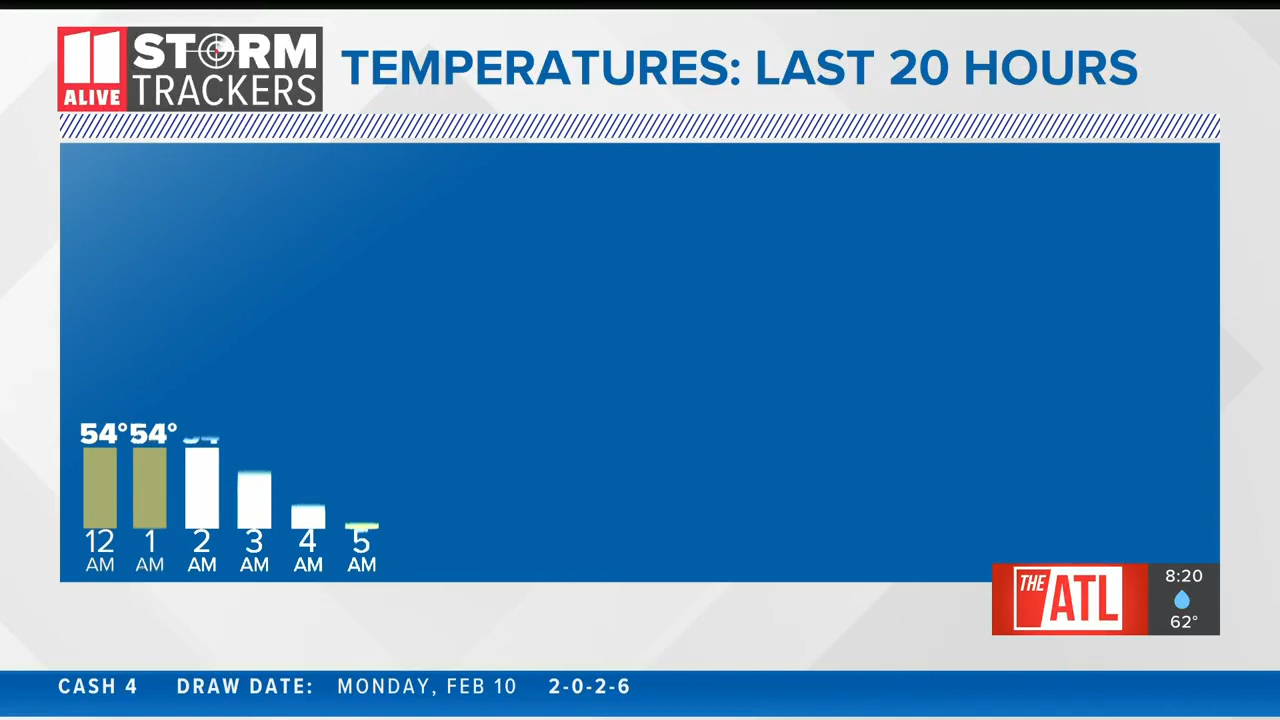 11 ALIVE STORM TRACKERS
TEMPERATURES: LAST 20 HOURS
54° 54°
12 AM 1 AM 2 AM 3 AM 4 AM 5 AM
THE ATL
8:20
62°
CASH 4 DRAW DATE: MONDAY, FEB 10 2-0-2-6